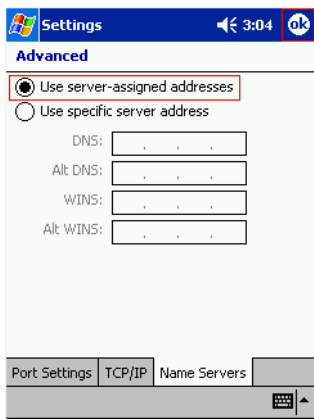 Settings 3:04 ok
Advanced
Use server-assigned addresses
Use specific server address
DNS: . . .
Alt DNS: . . .
WINS: . . .
Alt WINS: . . .
Port Settings TCP/IP Name Servers